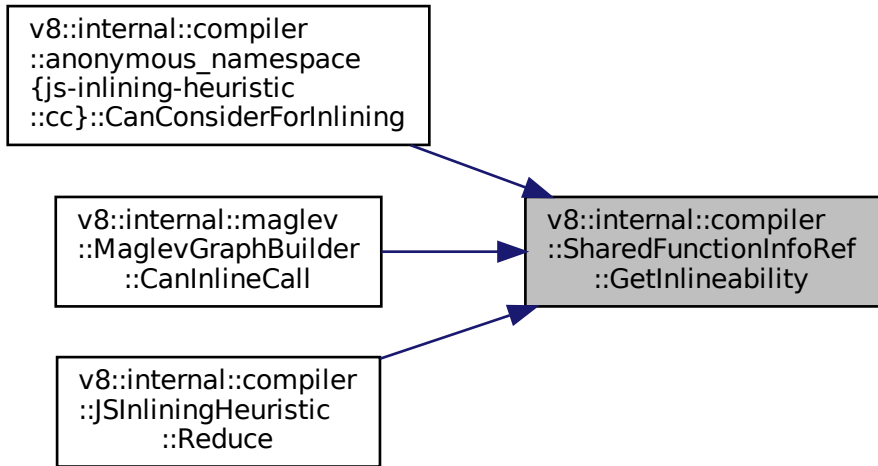 v8::internal::compiler
::anonymous_namespace
{js-inlining-heuristic
::cc}::CanConsiderForInlining
v8::internal::maglev
::MaglevGraphBuilder
::CanInlineCall
v8::internal::compiler
::SharedFunctionInfoRef
::GetInlineability
v8::internal::compiler
::JSInliningHeuristic
::Reduce